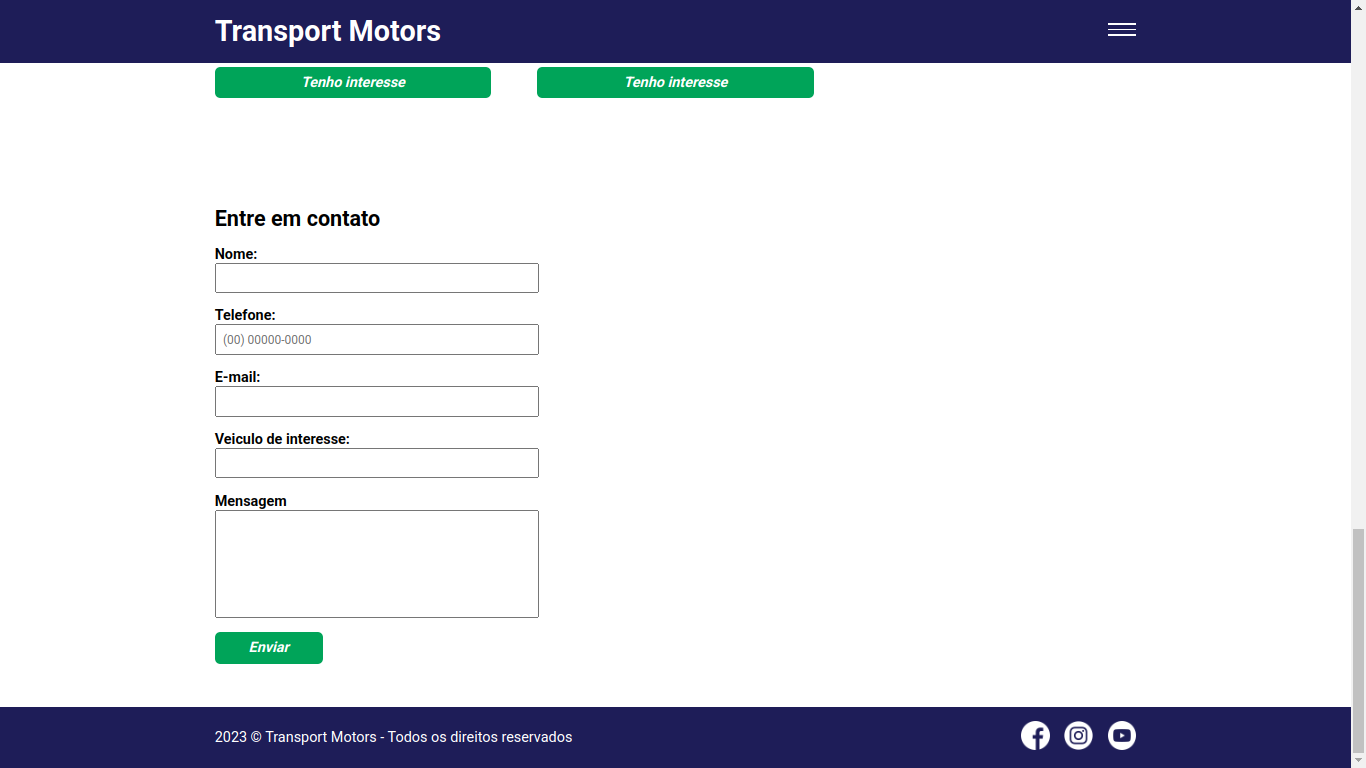 Transport Motors
Tenho interesse
Tenho interesse
Entre em contato
Nome:
Telefone:
(00) 00000-0000
E-mail:
Veiculo de interesse:
Mensagem
Enviar
2023 © Transport Motors - Todos os direitos reservados